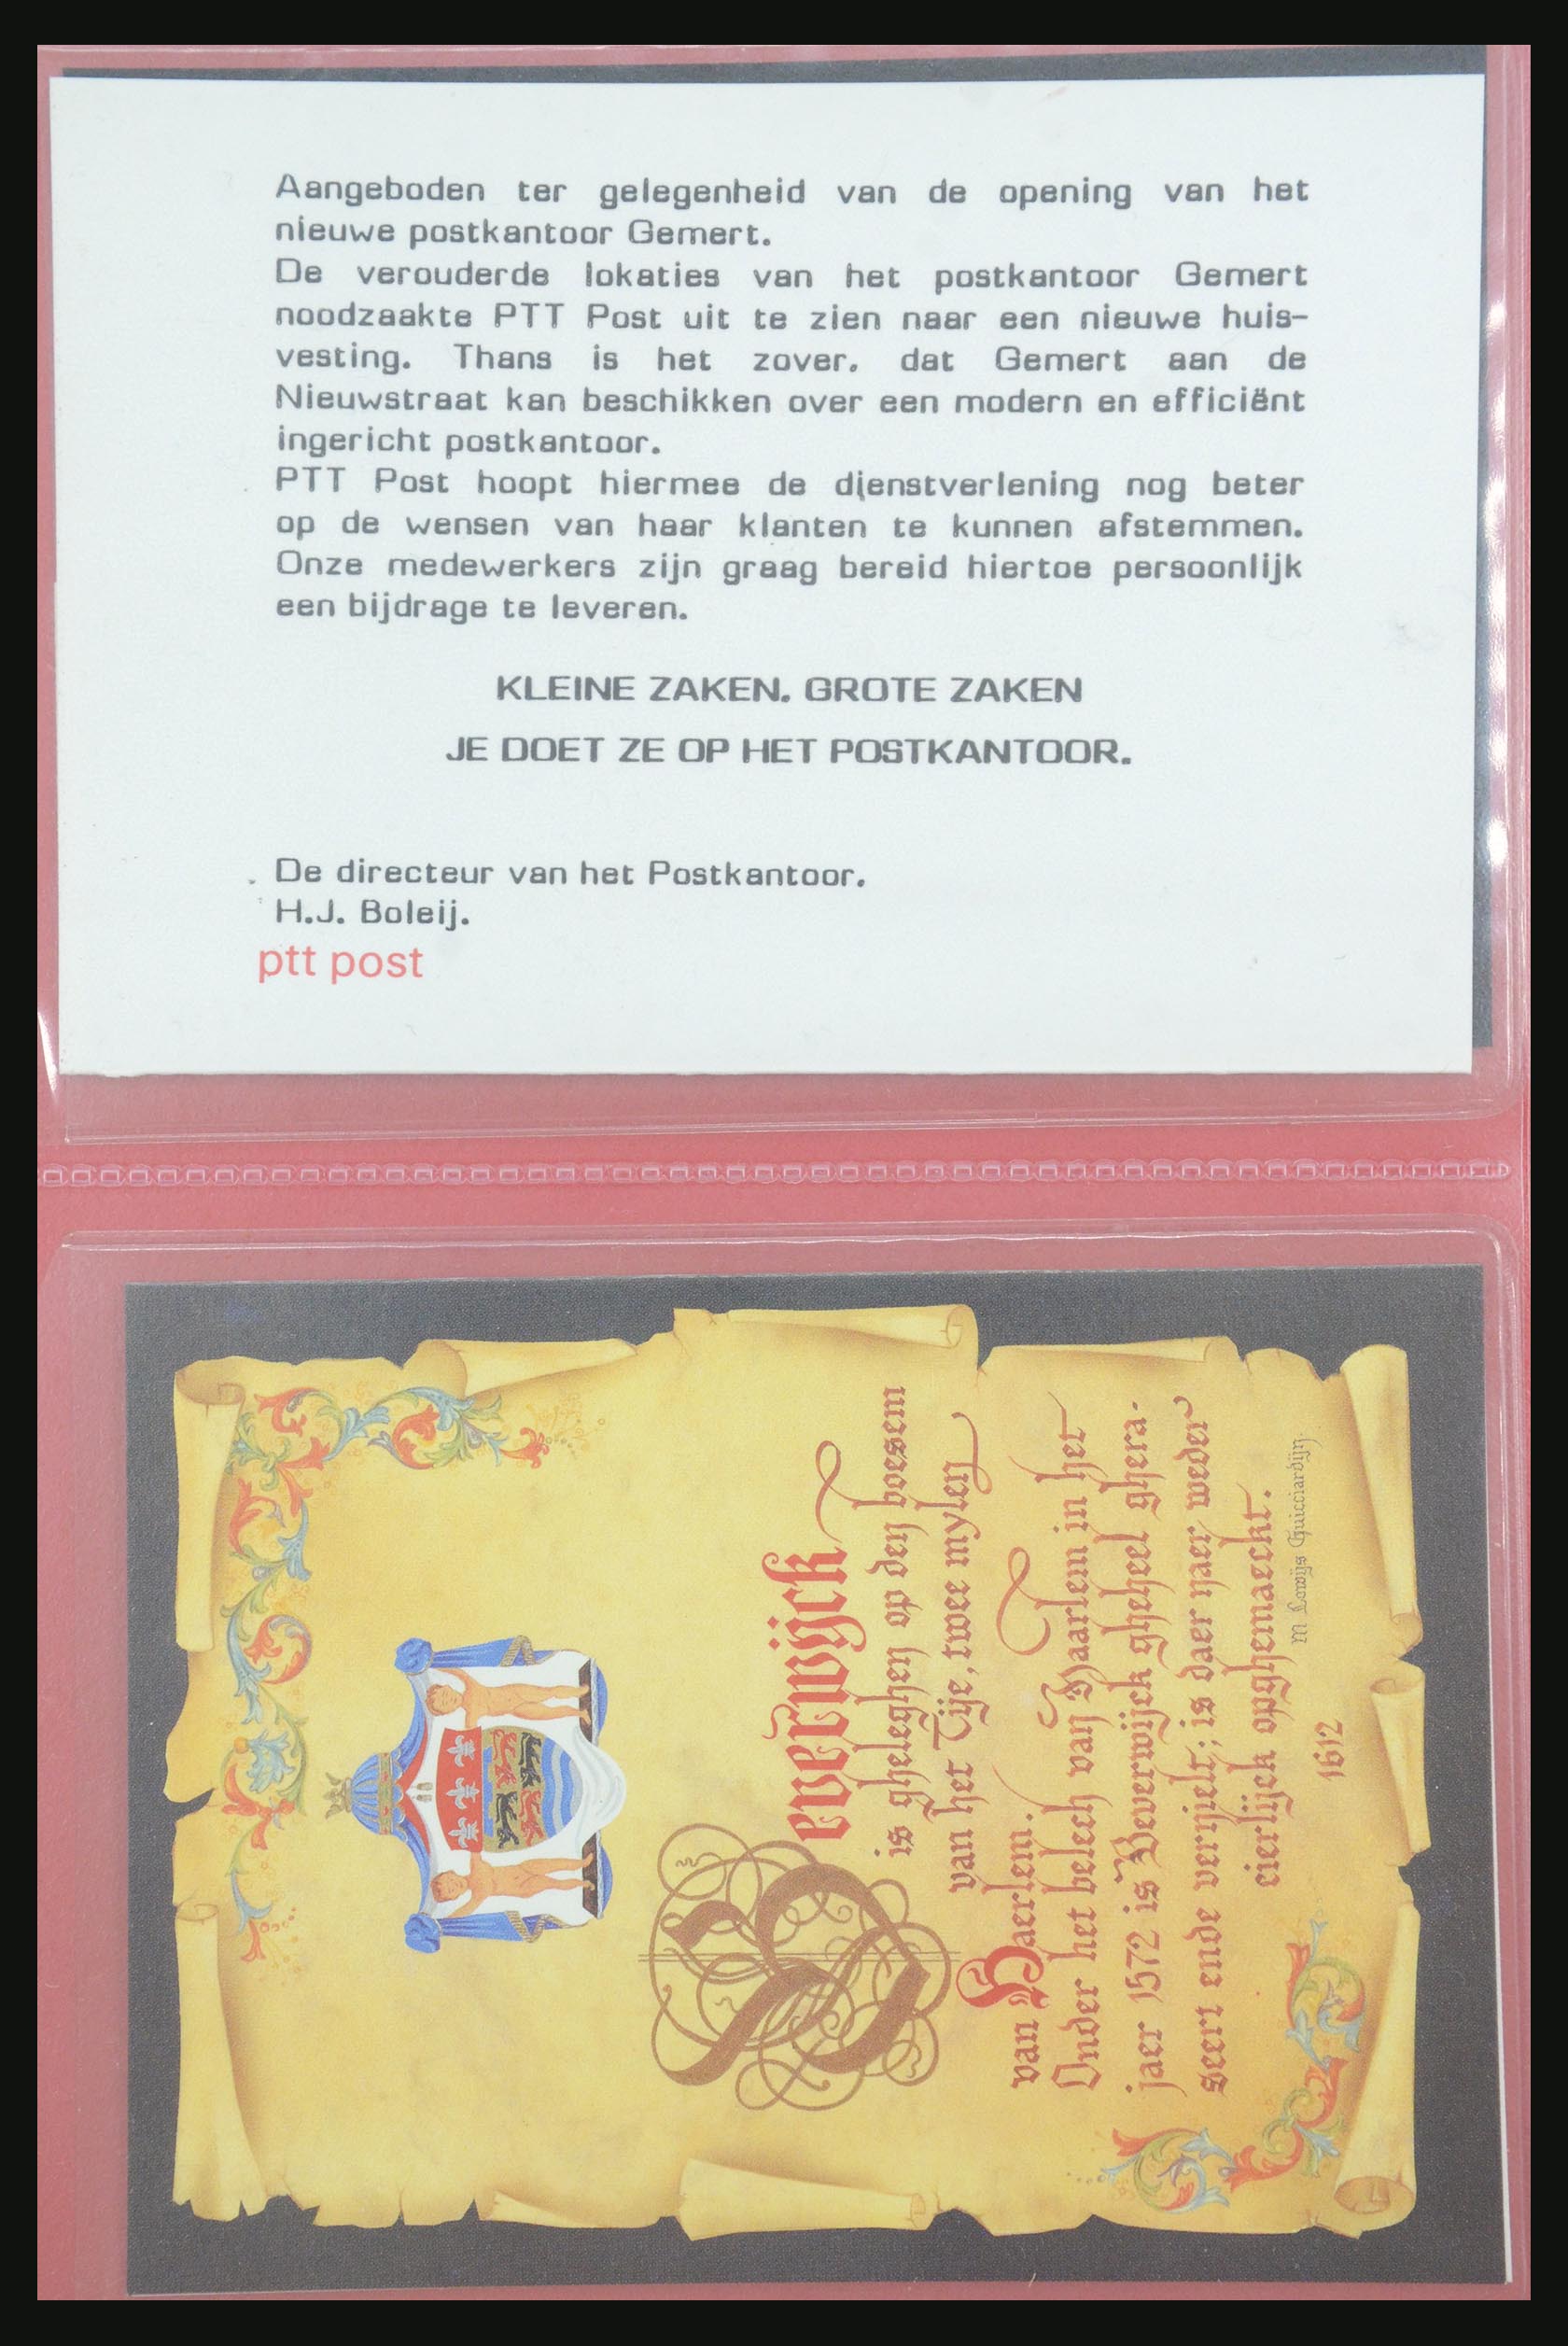 Aangeboden ter gelegenheid van de opening van het
nieuwe postkantoor Gemert.
De verouderde lokaties van het postkantoor Gemert
noodzaakte PTT Post uit te zien naar een nieuwe huis-
vesting. Thans is het zover, dat Gemert aan de
Nieuwstraat kan beschikken over een modern en efficiënt
ingericht postkantoor.
PTT Post hoopt hiermee de dienstverlening nog beter
op de wensen van haar klanten te kunnen afstemmen.
Onze medewerkers zijn graag bereid hiertoe persoonlijk
een bijdrage te leveren.
KLEINE ZAKEN, GROTE ZAKEN
JE DOET ZE OP HET POSTKANTOOR.
De directeur van het Postkantoor.
H.J. Boleij.
ptt post
Beverwijck
is gheleghen op den boesem
van het Tije, twee mylen
van Haerlem.
Onder het belech van Haarlem in het
jaer 1572 is Beverwijck gheheel ghera-
seert ende vernielt; is daer naer weder
cierlijck opghemaeckt.
M Lowijs Guicciardijn.
1612